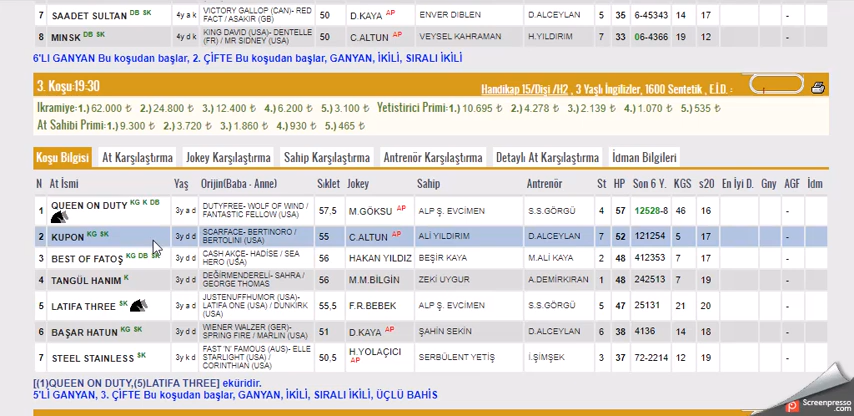 7 SAADET SULTAN DB SK 4y a k VICTORY GALLOP (CAN)- RED FACT / ASAKIR (GB) 50 D.KAYA AP ENVER DIBLEN D.ALCEYLAN 5 35 6-45343 14 17 -
8 MINSK DB SK 4y d k KING DAVID (USA)- DENTELLE (FR) / MR SIDNEY (USA) 50 C.ALTUN AP VEYSEL KAHRAMAN H.YILDIRIM 7 33 06-4366 19 12 -
6'LI GANYAN Bu koşudan başlar, 2. ÇİFTE Bu koşudan başlar, GANYAN, İKİLİ, SIRALI İKİLİ
3. Koşu:19:30 Handikap 15/Dişi /H2 , 3 Yaşlı İngilizler, 1600 Sentetik , E.İ.D. :
Ikramiye:1.) 62.000 ₺ 2.) 24.800 ₺ 3.) 12.400 ₺ 4.) 6.200 ₺ 5.) 3.100 ₺ Yetistirici Primi:1.) 10.695 ₺ 2.) 4.278 ₺ 3.) 2.139 ₺ 4.) 1.070 ₺ 5.) 535 ₺
At Sahibi Primi:1.) 9.300 ₺ 2.) 3.720 ₺ 3.) 1.860 ₺ 4.) 930 ₺ 5.) 465 ₺
Koşu Bilgisi At Karşılaştırma Jokey Karşılaştırma Sahip Karşılaştırma Antrenör Karşılaştırma Detaylı At Karşılaştırma İdman Bilgileri
N At İsmi Yaş Orijin(Baba - Anne) Sıklet Jokey Sahip Antrenör St HP Son 6 Y. KGS s20 En İyi D. Gny AGF İdm
1 QUEEN ON DUTY KG K DB 3y a d DUTYFREE- WOLF OF WIND / FANTASTIC FELLOW (USA) 57,5 M.GÖKSU AP ALP Ş. EVCİMEN S.S.GÖRGÜ 4 57 12528-8 46 16 -
2 KUPON KG SK 3y d d SCARFACE- BERTINORO / BERTOLINI (USA) 55 C.ALTUN AP ALİ YILDIRIM D.ALCEYLAN 7 52 121254 5 17 -
3 BEST OF FATOŞ KG DB SK 3y d d CASH AKÇE- HADİSE / SEA HERO (USA) 56 HAKAN YILDIZ BEŞİR KAYA M.ALİ KAYA 2 48 412353 7 17 -
4 TANGÜL HANIM K 3y d d DEĞİRMENDERELİ- SAHRA / GEORGE THOMAS 56 M.M.BİLGİN ZEKİ UYGUR A.DEMİRKIRAN 1 48 242513 7 19 -
5 LATIFA THREE SK 3y a d JUSTENUFFHUMOR (USA)- LATIFA ONE (USA) / DUNKIRK (USA) 55,5 F.R.BEBEK ALP Ş. EVCİMEN S.S.GÖRGÜ 5 47 25131 21 20 -
6 BAŞAR HATUN KG SK 3y d d WIENER WALZER (GER)- SPRING FIRE / MARLIN (USA) 51 D.KAYA AP ŞAHİN SEKİN D.ALCEYLAN 6 38 4136 14 18 -
7 STEEL STAINLESS SK 3y k d FAST 'N' FAMOUS (AUS)- ELLE STARLIGHT (USA) / CORINTHIAN (USA) 50,5 H.YOLAÇICI AP SERBÜLENT YETİŞ İ.ŞİMŞEK 3 37 72-2214 12 19 -
[(1)QUEEN ON DUTY,(5)LATIFA THREE] eküridir.
5'Lİ GANYAN, 3. ÇİFTE Bu koşudan başlar, GANYAN, İKİLİ, SIRALI İKİLİ, ÜÇLÜ BAHİS
Screenpresso